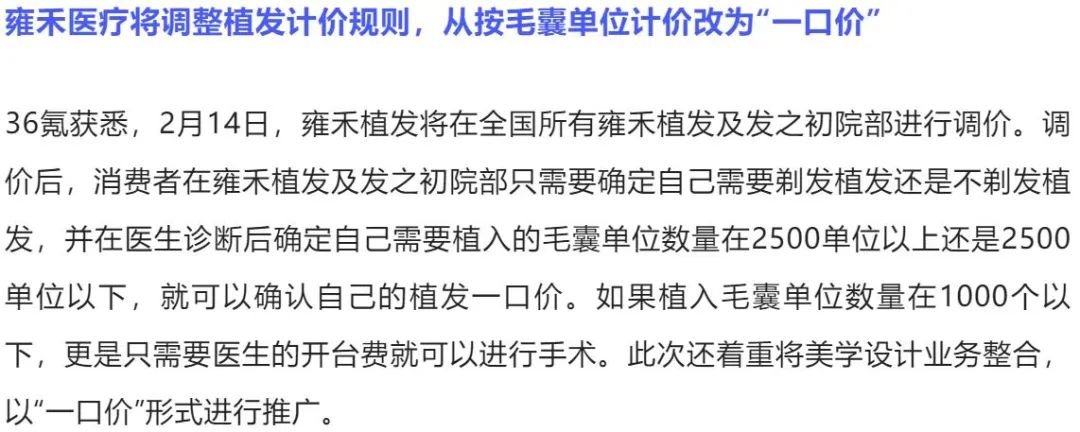 雍禾医疗将调整植发计价规则，从按毛囊单位计价改为“一口价”
36氪获悉，2月14日，雍禾植发将在全国所有雍禾植发及发之初院部进行调价。调
价后，消费者在雍禾植发及发之初院部只需要确定自己需要剃发植发还是不剃发植
发，并在医生诊断后确定自己需要植入的毛囊单位数量在2500单位以上还是2500
单位以下，就可以确认自己的植发一口价。如果植入毛囊单位数量在1000个以
下，更是只需要医生的开台费就可以进行手术。此次还着重将美学设计业务整合，
以“一口价”形式进行推广。